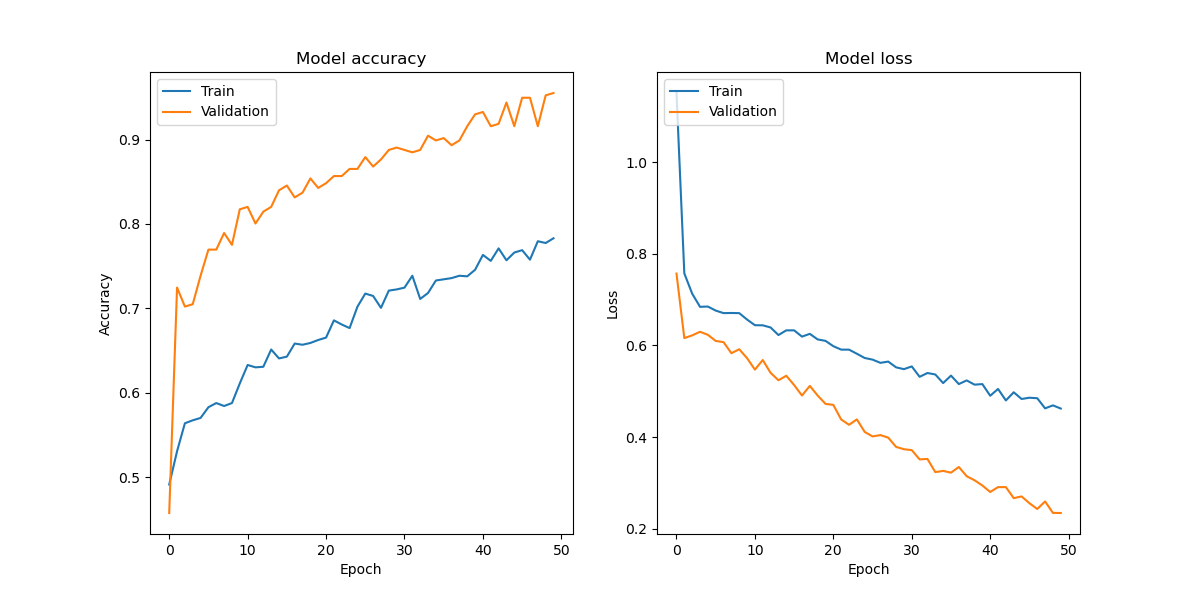 Model accuracy
Train
Validation
0.9
0.8
0.7
0.6
0.5
Accuracy
0 10 20 30 40 50
Epoch
Model loss
Train
Validation
1.0
0.8
0.6
0.4
0.2
Loss
0 10 20 30 40 50
Epoch